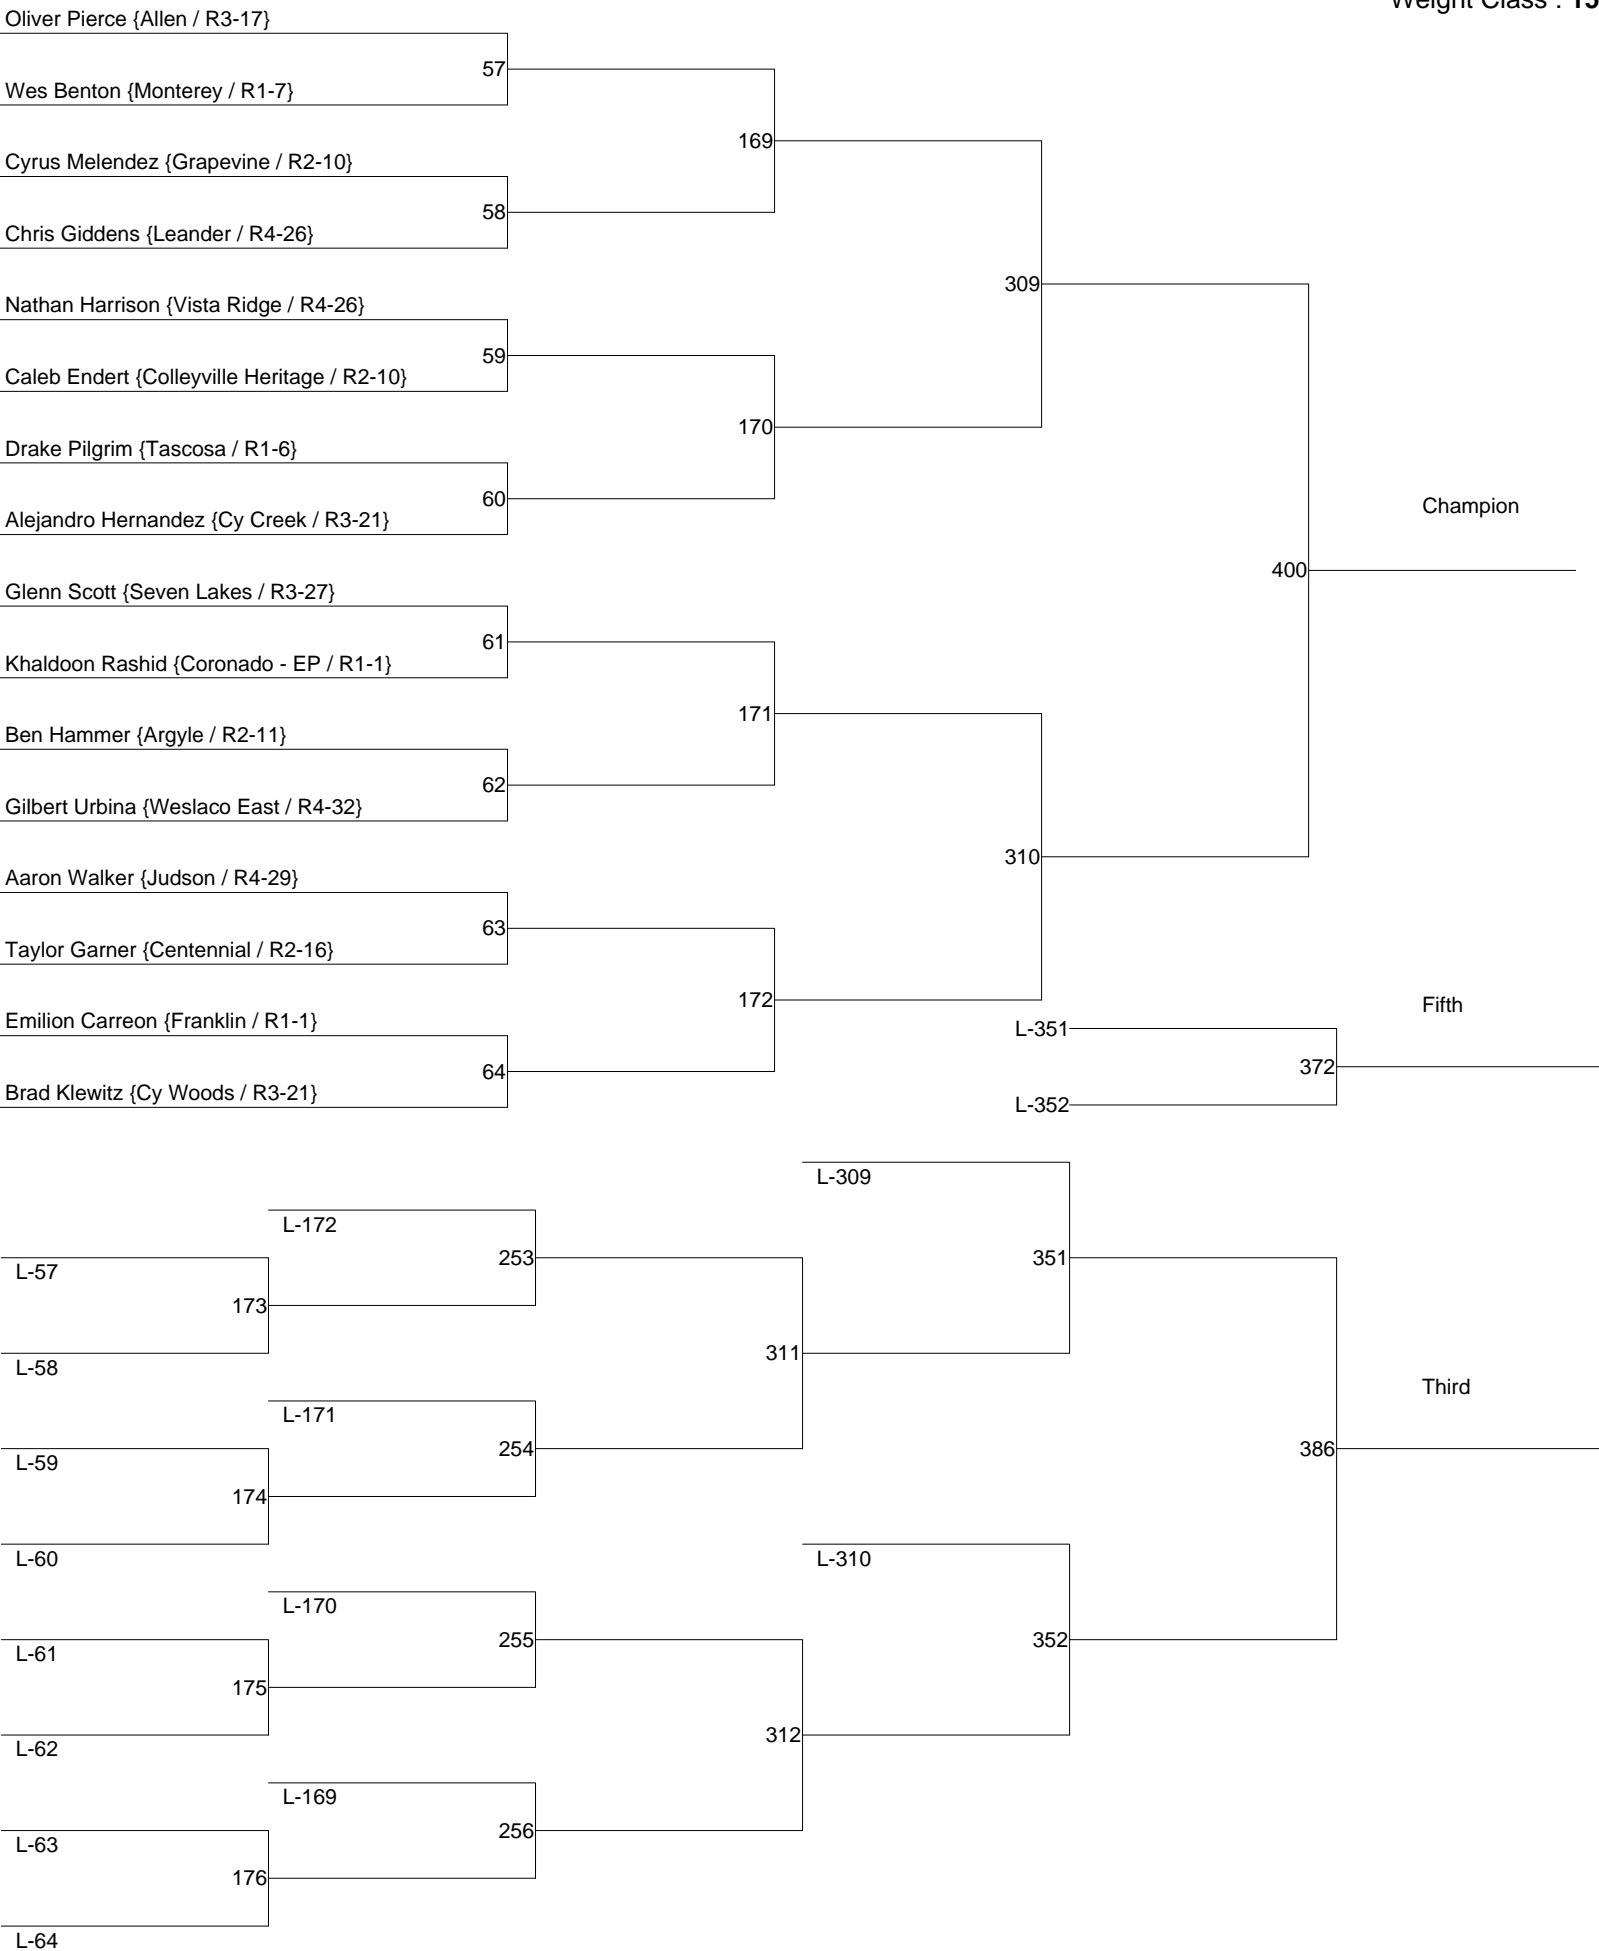 Weight Class : 15
Oliver Pierce {Allen / R3-17}
57
Wes Benton {Monterey / R1-7}
169
Cyrus Melendez {Grapevine / R2-10}
58
Chris Giddens {Leander / R4-26}
309
Nathan Harrison {Vista Ridge / R4-26}
59
Caleb Endert {Colleyville Heritage / R2-10}
170
Drake Pilgrim {Tascosa / R1-6}
60
Champion
Alejandro Hernandez {Cy Creek / R3-21}
400
Glenn Scott {Seven Lakes / R3-27}
61
Khaldoon Rashid {Coronado - EP / R1-1}
171
Ben Hammer {Argyle / R2-11}
62
Gilbert Urbina {Weslaco East / R4-32}
310
Aaron Walker {Judson / R4-29}
63
Taylor Garner {Centennial / R2-16}
172
Fifth
Emilion Carreon {Franklin / R1-1}
L-351
372
64
Brad Klewitz {Cy Woods / R3-21}
L-352
L-309
L-172
253
351
L-57
173
311
L-58
Third
L-171
254
386
L-59
174
L-60
L-310
L-170
255
352
L-61
175
312
L-62
L-169
256
L-63
176
L-64